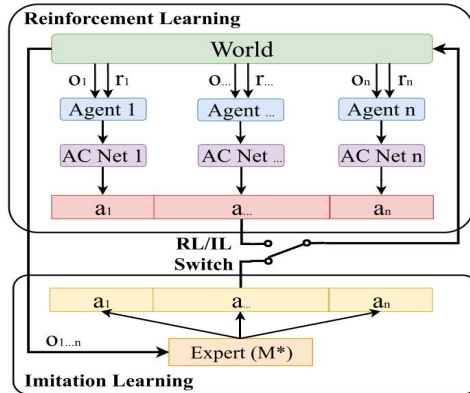 Reinforcement Learning
World
o1 r1 o... r... on rn
Agent 1 Agent ... Agent n
AC Net 1 AC Net ... AC Net n
a1 a... an
RL/IL
Switch
a1 a... an
o1...n
Expert (M*)
Imitation Learning